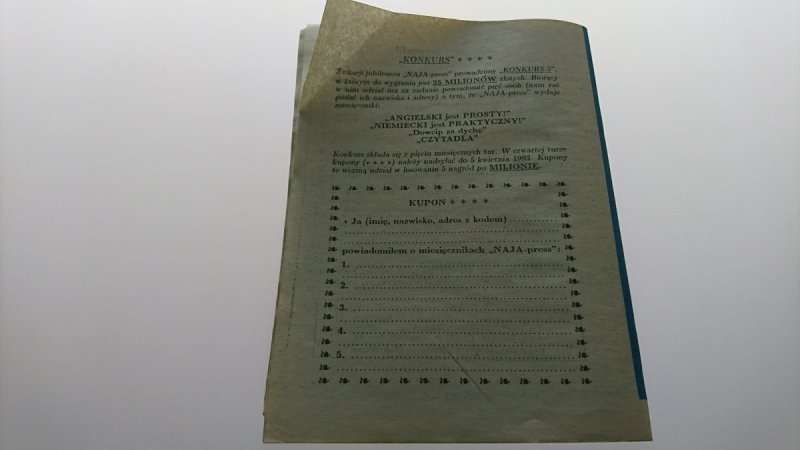 „KONKURS” * * * *
Z okazji jubileuszu „NAJA-press” prowadzimy „KONKURS 5”,
w którym do wygrania jest 25 MILIONÓW złotych. Biorący
w nim udział ma za zadanie powiadomić pięć osób (nam zaś
podać ich nazwiska i adresy) o tym, że „NAJA-press” wydaje
miesięczniki:
„ANGIELSKI jest PROSTY!”
„NIEMIECKI jest PRAKTYCZNY!”
„Dowcip za dychę”
„CZYTADŁA”
Konkurs składa się z pięciu miesięcznych tur. W czwartej turze
kupony (* * * *) należy nadsyłać do 5 kwietnia 1993. Kupony
te wezmą udział w losowaniu 5 nagród po MILIONIE.
KUPON * * * *
• Ja (imię, nazwisko, adres z kodem)
powiadomiłem o miesięcznikach „NAJA-press”:
1.
2.
3.
4.
5.